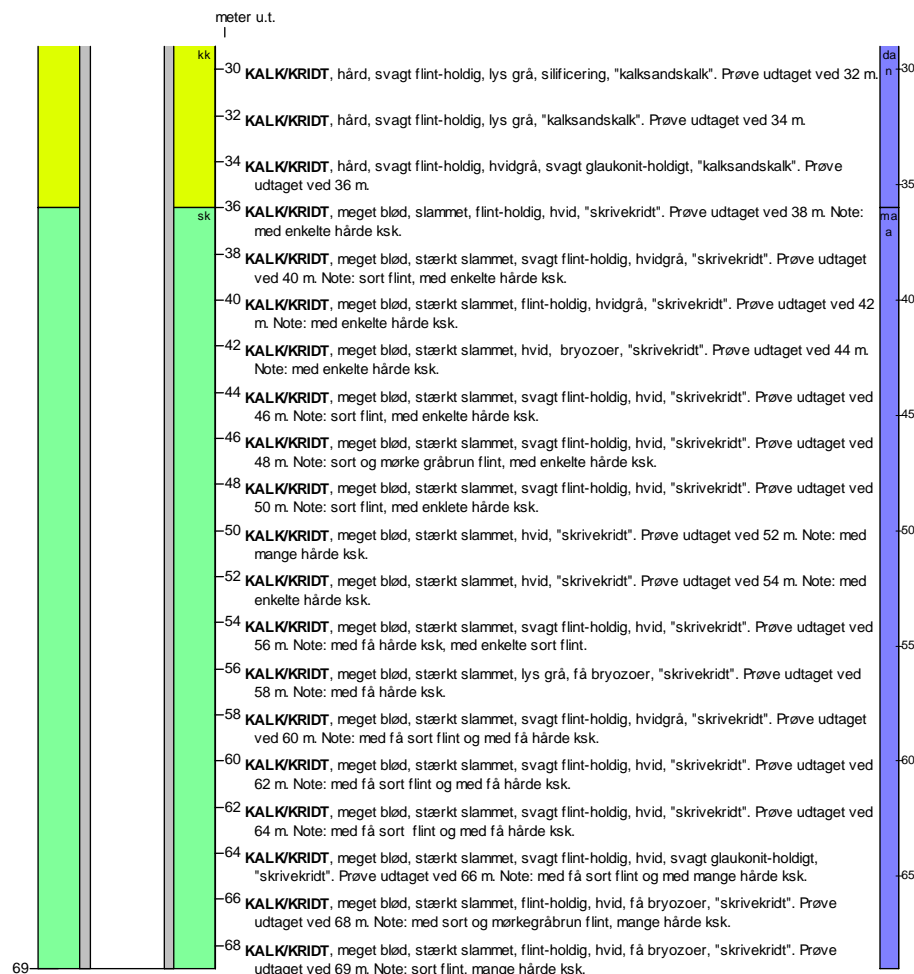 meter u.t.
kk
da
n
30 KALK/KRIDT, hård, svagt flint-holdig, lys grå, silificering, "kalksandskalk". Prøve udtaget ved 32 m. 30
32 KALK/KRIDT, hård, svagt flint-holdig, lys grå, "kalksandskalk". Prøve udtaget ved 34 m.
34 KALK/KRIDT, hård, svagt flint-holdig, hvidgrå, svagt glaukonit-holdigt, "kalksandskalk". Prøve
udtaget ved 36 m. 35
36 KALK/KRIDT, meget blød, slammet, flint-holdig, hvid, "skrivekridt". Prøve udtaget ved 38 m. Note:
sk
ma
a
med enkelte hårde ksk.
38 KALK/KRIDT, meget blød, stærkt slammet, svagt flint-holdig, hvidgrå, "skrivekridt". Prøve udtaget
ved 40 m. Note: sort flint, med enkelte hårde ksk.
40 KALK/KRIDT, meget blød, stærkt slammet, flint-holdig, hvidgrå, "skrivekridt". Prøve udtaget ved 42 40
m. Note: med enkelte hårde ksk.
42 KALK/KRIDT, meget blød, stærkt slammet, hvid, bryozoer, "skrivekridt". Prøve udtaget ved 44 m.
Note: med enkelte hårde ksk.
44 KALK/KRIDT, meget blød, stærkt slammet, svagt flint-holdig, hvid, "skrivekridt". Prøve udtaget ved
46 m. Note: sort flint, med enkelte hårde ksk. 45
46 KALK/KRIDT, meget blød, stærkt slammet, svagt flint-holdig, hvid, "skrivekridt". Prøve udtaget ved
48 m. Note: sort og mørke gråbrun flint, med enkelte hårde ksk.
48 KALK/KRIDT, meget blød, stærkt slammet, svagt flint-holdig, hvid, "skrivekridt". Prøve udtaget ved
50 m. Note: sort flint, med enklete hårde ksk.
50 KALK/KRIDT, meget blød, stærkt slammet, hvid, "skrivekridt". Prøve udtaget ved 52 m. Note: med 50
mange hårde ksk.
52 KALK/KRIDT, meget blød, stærkt slammet, hvid, "skrivekridt". Prøve udtaget ved 54 m. Note: med
enkelte hårde ksk.
54 KALK/KRIDT, meget blød, stærkt slammet, svagt flint-holdig, hvid, "skrivekridt". Prøve udtaget ved
56 m. Note: med få hårde ksk, med enkelte sort flint. 55
56 KALK/KRIDT, meget blød, stærkt slammet, lys grå, få bryozoer, "skrivekridt". Prøve udtaget ved
58 m. Note: med få hårde ksk.
58 KALK/KRIDT, meget blød, stærkt slammet, svagt flint-holdig, hvidgrå, "skrivekridt". Prøve udtaget
ved 60 m. Note: med få sort flint og med få hårde ksk.
60 KALK/KRIDT, meget blød, stærkt slammet, svagt flint-holdig, hvid, "skrivekridt". Prøve udtaget ved 60
62 m. Note: med få sort flint og med få hårde ksk.
62 KALK/KRIDT, meget blød, stærkt slammet, svagt flint-holdig, hvid, "skrivekridt". Prøve udtaget ved
64 m. Note: med få sort flint og med få hårde ksk.
64 KALK/KRIDT, meget blød, stærkt slammet, svagt flint-holdig, hvid, svagt glaukonit-holdigt,
"skrivekridt". Prøve udtaget ved 66 m. Note: med få sort flint og med mange hårde ksk. 65
66 KALK/KRIDT, meget blød, stærkt slammet, flint-holdig, hvid, få bryozoer, "skrivekridt". Prøve
udtaget ved 68 m. Note: med sort og mørkegråbrun flint, mange hårde ksk.
68 KALK/KRIDT, meget blød, stærkt slammet, flint-holdig, hvid, få bryozoer, "skrivekridt". Prøve
69 udtaget ved 69 m. Note: sort flint, mange hårde ksk.